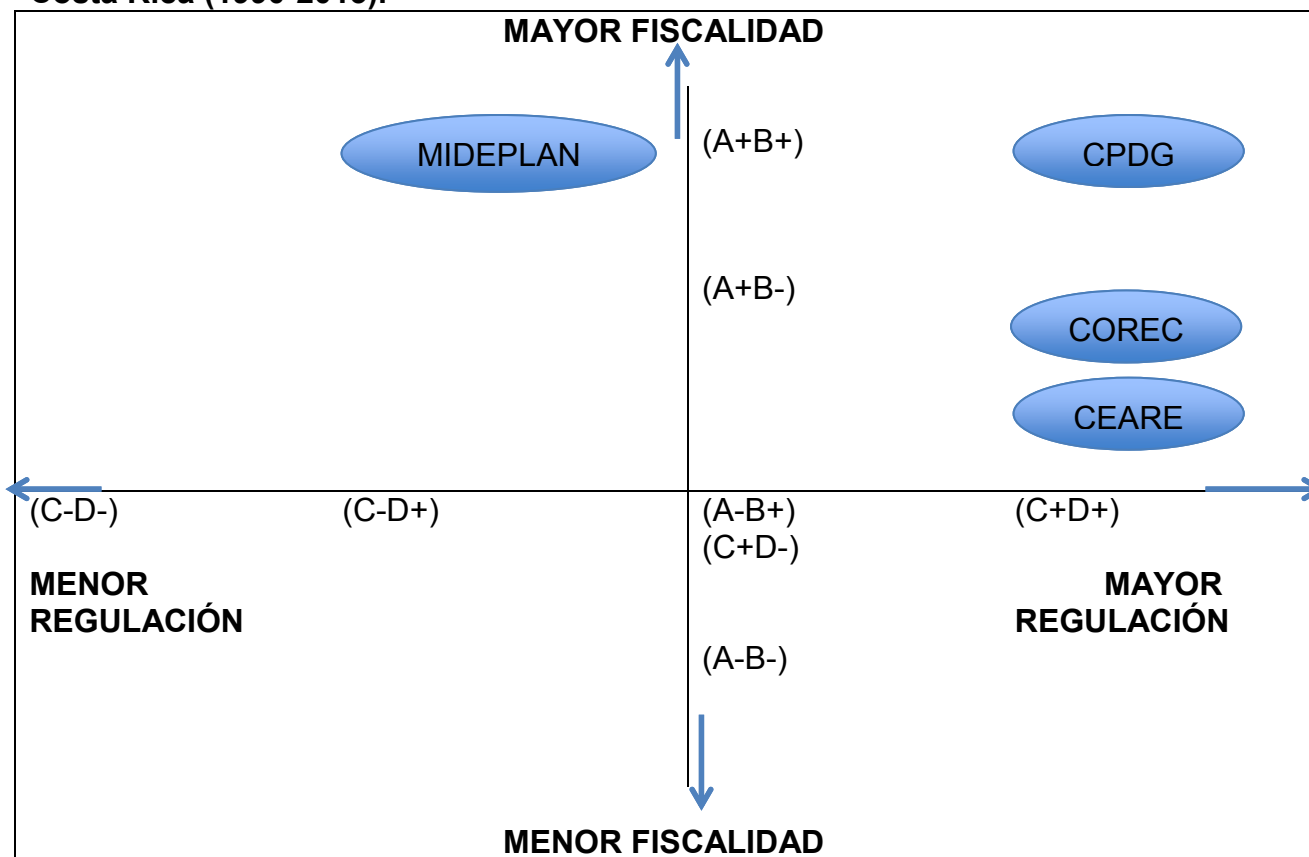 MAYOR FISCALIDAD
MIDEPLAN
(A+B+)
CPDG
(A+B-)
COREC
CEARE
(C-D-)
(C-D+)
(A-B+)
(C+D+)
(C+D-)
MENOR
REGULACIÓN
MAYOR
REGULACIÓN
(A-B-)
MENOR FISCALIDAD